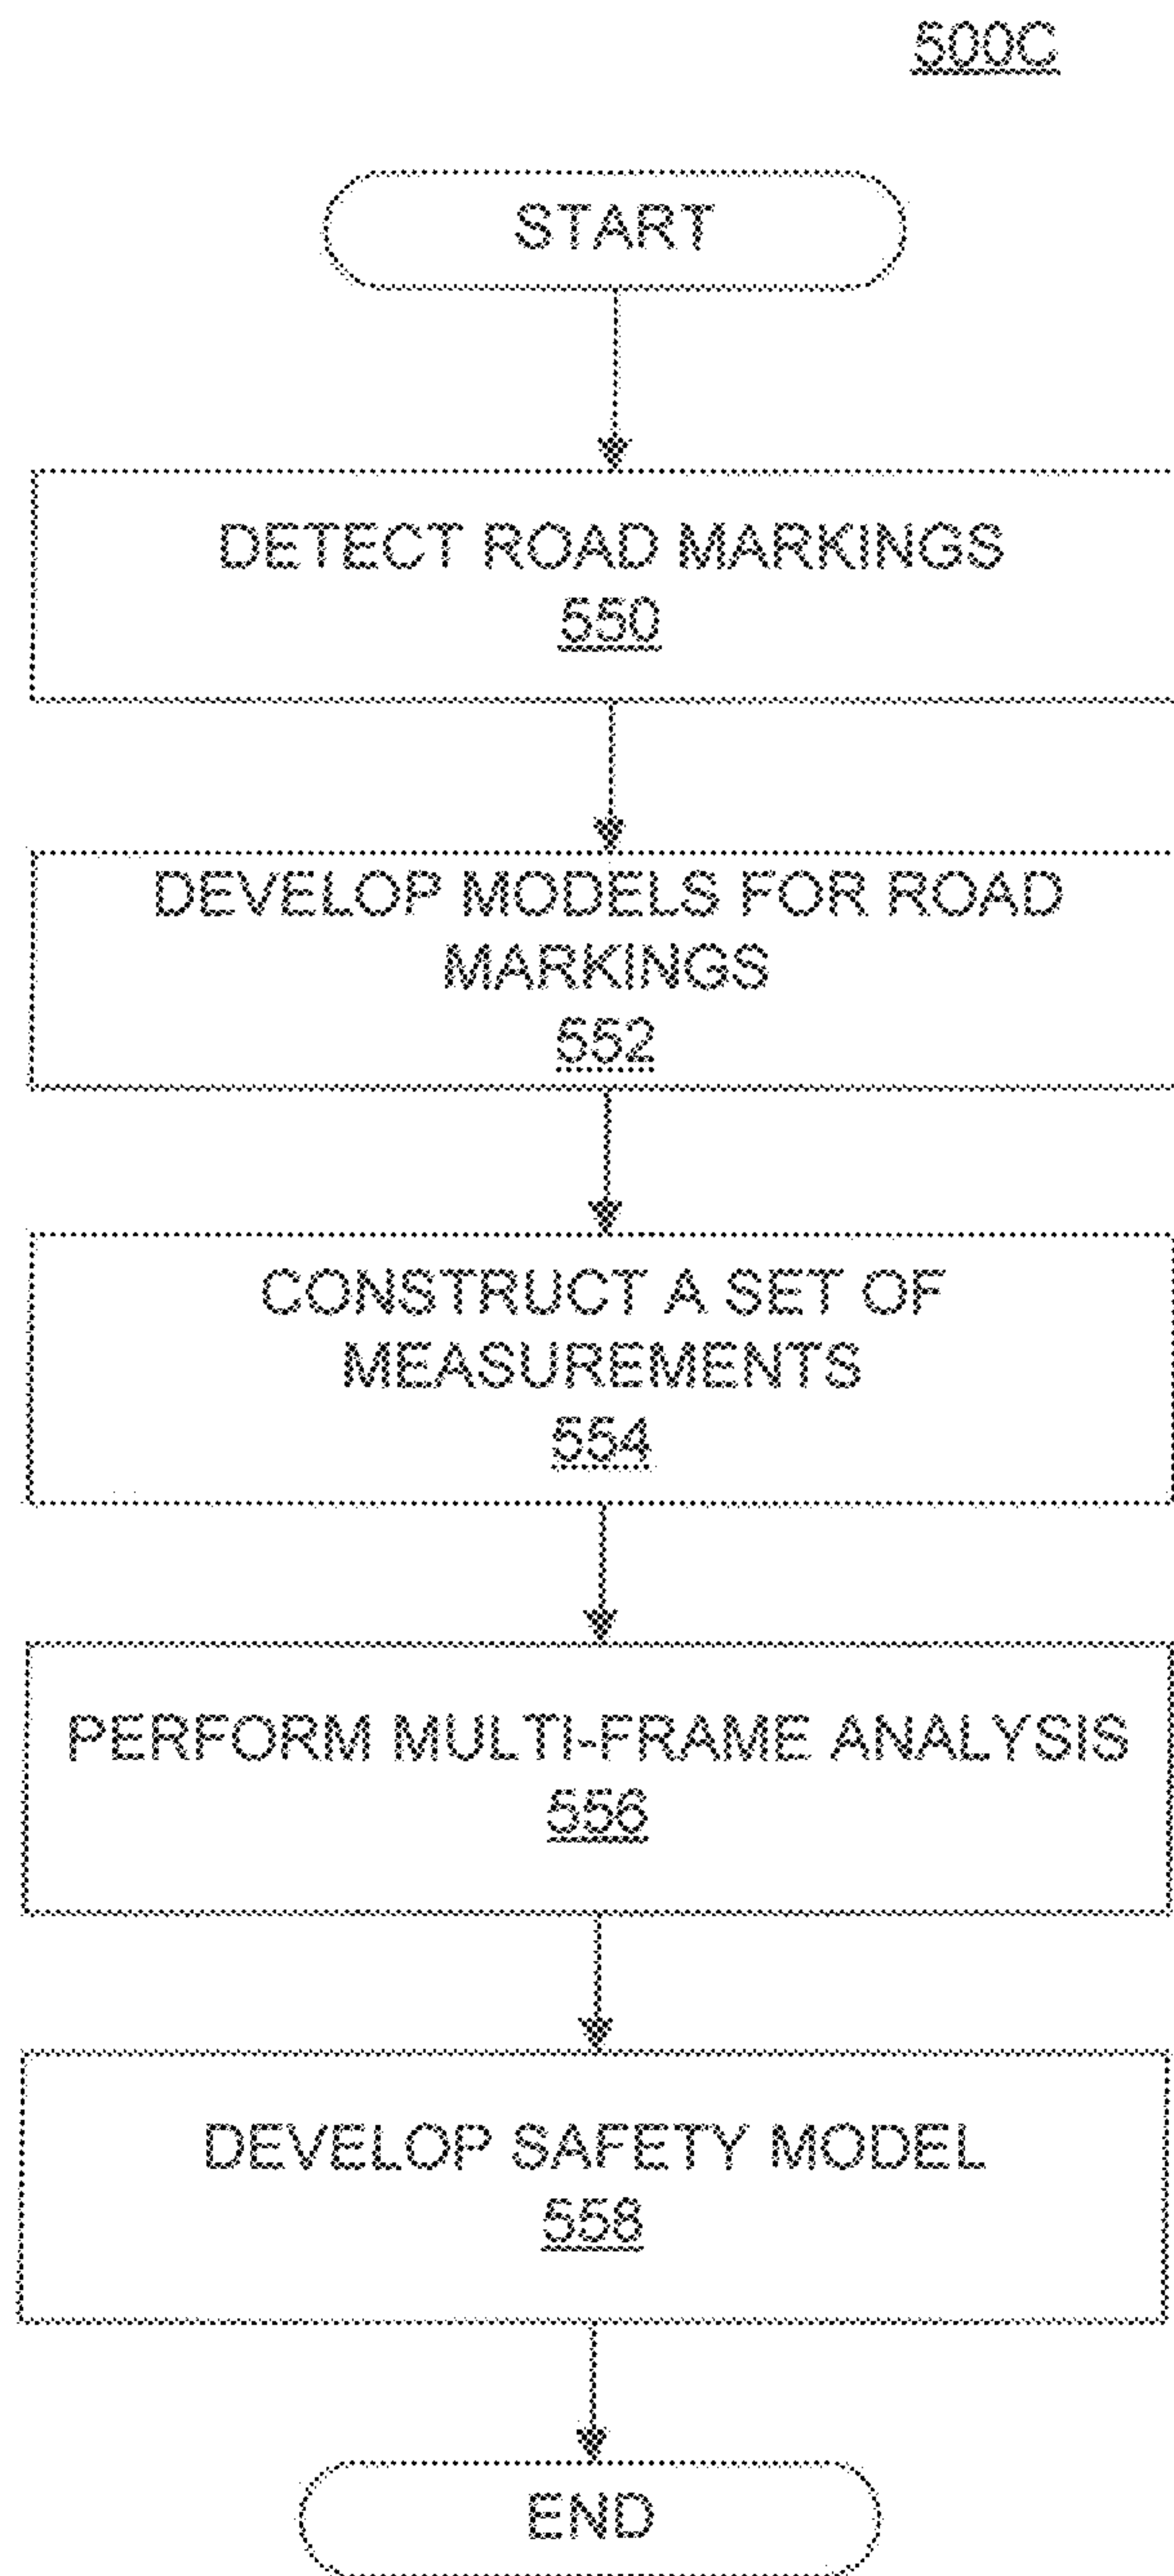 500C
START
DETECT ROAD MARKINGS
550
DEVELOP MODELS FOR ROAD
MARKINGS
552
CONSTRUCT A SET OF
MEASUREMENTS
554
PERFORM MULTI-FRAME ANALYSIS
556
DEVELOP SAFETY MODEL
558
END